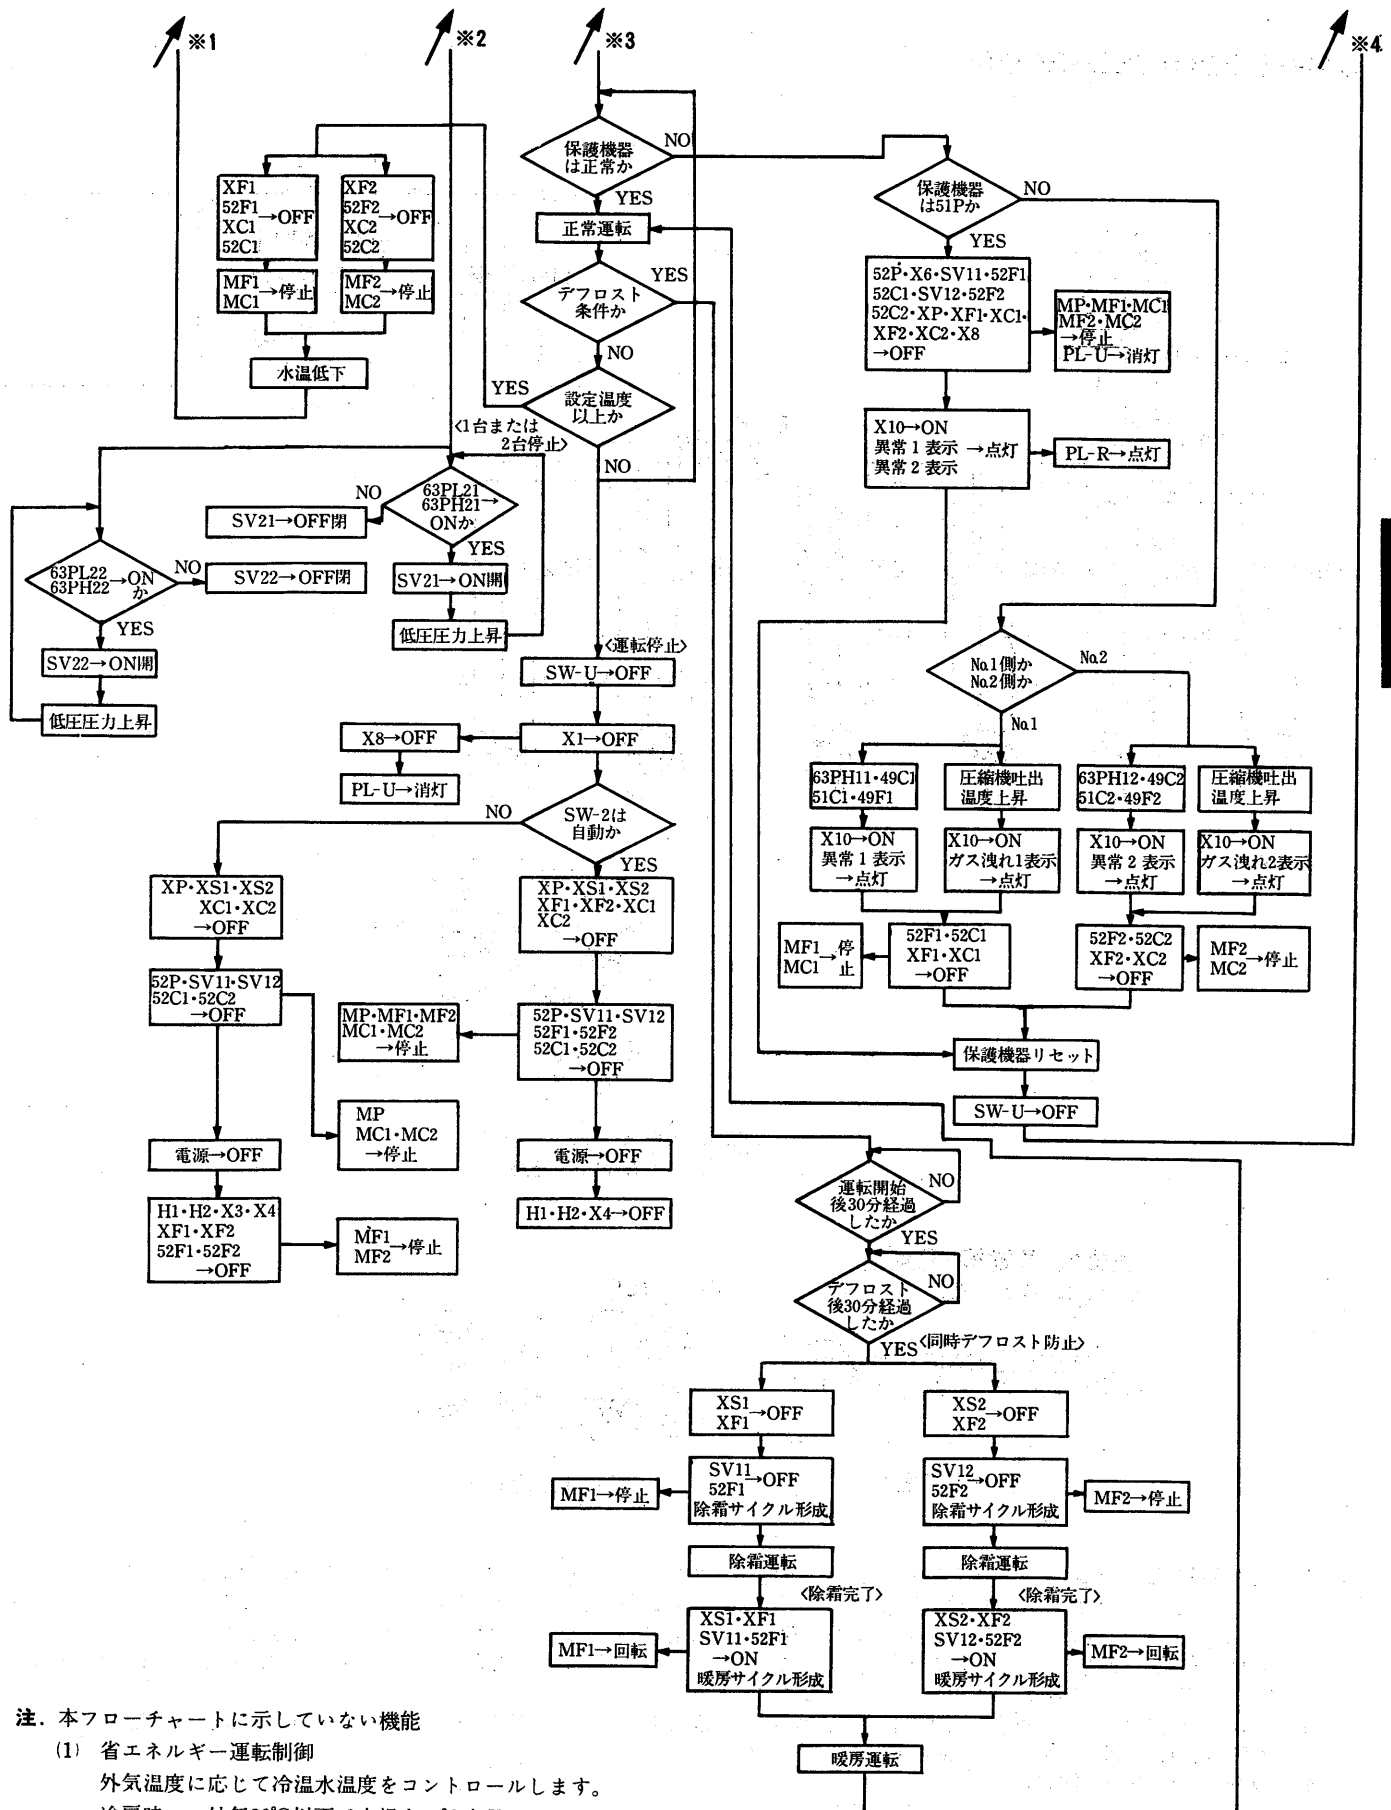 ※1
※2
※3
※4
保護機器
は正常か
NO
YES
XF1
52F1
XC1
52C1
→OFF
XF2
52F2
XC2
52C2
→OFF
MF1
MC1
→停止
MF2
MC2
→停止
水温低下
正常運転
デフロスト
条件か
YES
NO
設定温度
以上か
YES
〈1台または
2台停止〉
NO
保護機器
は51Pか
NO
YES
52P・X6・SV11・52F1
52C1・SV12・52F2
52C2・XP・XF1・XC1・
XF2・XC2・X8
→OFF
MP・MF1・MC1
MF2・MC2
→停止
PL-U→消灯
X10→ON
異常1表示
異常2表示
→点灯
PL-R→点灯
63PL21
63PH21→
ONか
NO
YES
SV21→OFF閉
SV21→ON開
低圧圧力上昇
63PL22
63PH22
→ON
か
NO
YES
SV22→OFF閉
SV22→ON開
低圧圧力上昇
〈運転停止〉
SW-U→OFF
X1→OFF
X8→OFF
PL-U→消灯
SW-2は
自動か
NO
YES
XP・XS1・XS2
XC1・XC2
→OFF
52P・SV11・SV12
52C1・52C2
→OFF
MP
MC1・MC2
→停止
電源→OFF
H1・H2・X3・X4
XF1・XF2
52F1・52F2
→OFF
MF1
MF2
→停止
XP・XS1・XS2
XF1・XF2・XC1
XC2
→OFF
52P・SV11・SV12
52F1・52F2
52C1・52C2
→OFF
MP・MF1・MF2
MC1・MC2
→停止
電源→OFF
H1・H2・X4→OFF
No.1側か
No.2側か
No.2
No.1
63PH11・49C1
51C1・49F1
圧縮機吐出
温度上昇
63PH12・49C2
51C2・49F2
圧縮機吐出
温度上昇
X10→ON
異常1表示
→点灯
X10→ON
ガス洩れ1表示
→点灯
X10→ON
異常2表示
→点灯
X10→ON
ガス洩れ2表示
→点灯
MF1
MC1
→停
止
52F1・52C1
XF1・XC1
→OFF
52F2・52C2
XF2・XC2
→OFF
MF2
MC2
→停止
保護機器リセット
SW-U→OFF
運転開始
後30分経過
したか
NO
YES
デフロスト
後30分経過
したか
NO
YES
〈同時デフロスト防止〉
XS1
XF1
→OFF
XS2
XF2
→OFF
SV11
52F1
→OFF
除霜サイクル形成
MF1→停止
SV12
52F2
→OFF
除霜サイクル形成
MF2→停止
除霜運転
除霜運転
〈除霜完了〉
〈除霜完了〉
XS1・XF1
SV11・52F1
→ON
暖房サイクル形成
MF1→回転
XS2・XF2
SV12・52F2
→ON
暖房サイクル形成
MF2→回転
暖房運転
注. 本フローチャートに示していない機能
(1) 省エネルギー運転制御
外気温度に応じて冷温水温度をコントロールします。